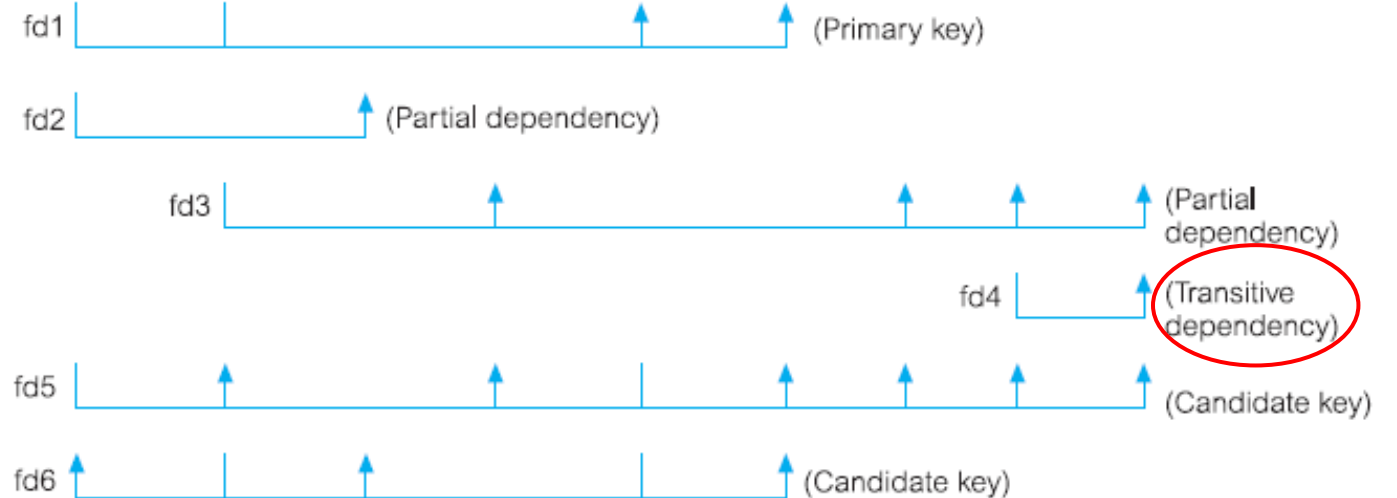 fd1 (Primary key)
fd2 (Partial dependency)
fd3 (Partial
dependency)
fd4 (Transitive
dependency)
fd5 (Candidate key)
fd6 (Candidate key)